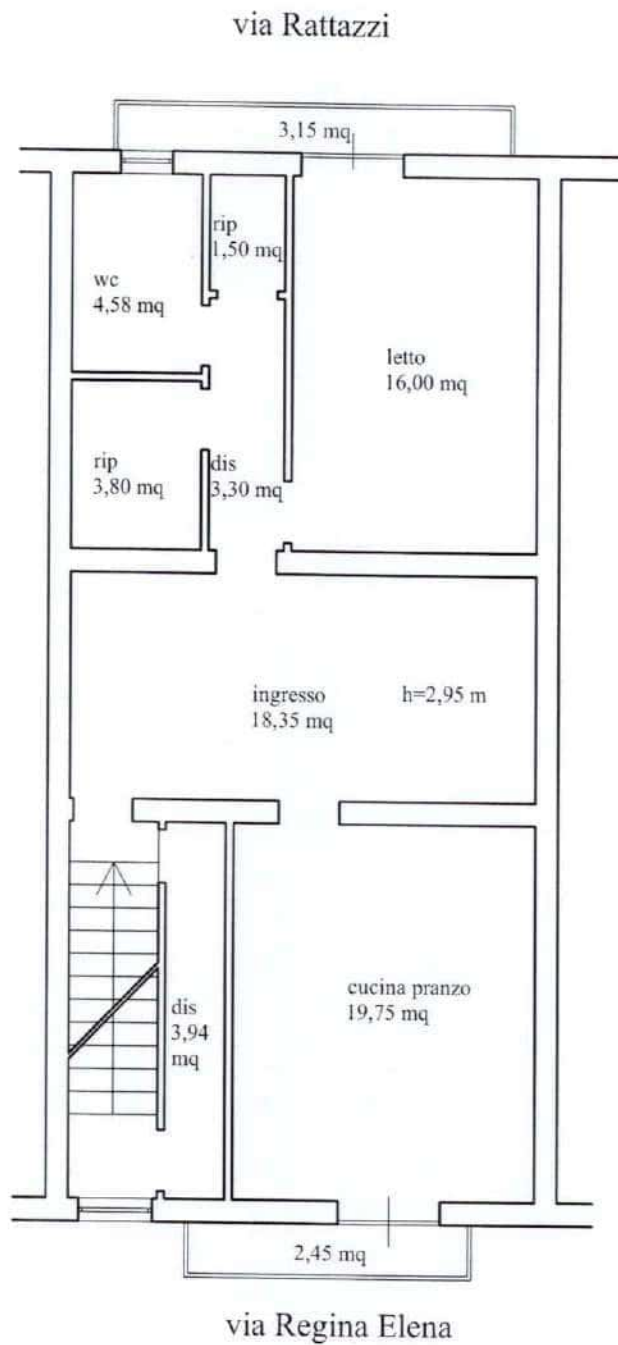 via Rattazzi
3,15 mq
rip
1,50 mq
wc
4,58 mq
letto
16,00 mq
rip
3,80 mq
dis
3,30 mq
ingresso
18,35 mq
h=2,95 m
cucina pranzo
19,75 mq
dis
3,94
mq
2,45 mq
via Regina Elena